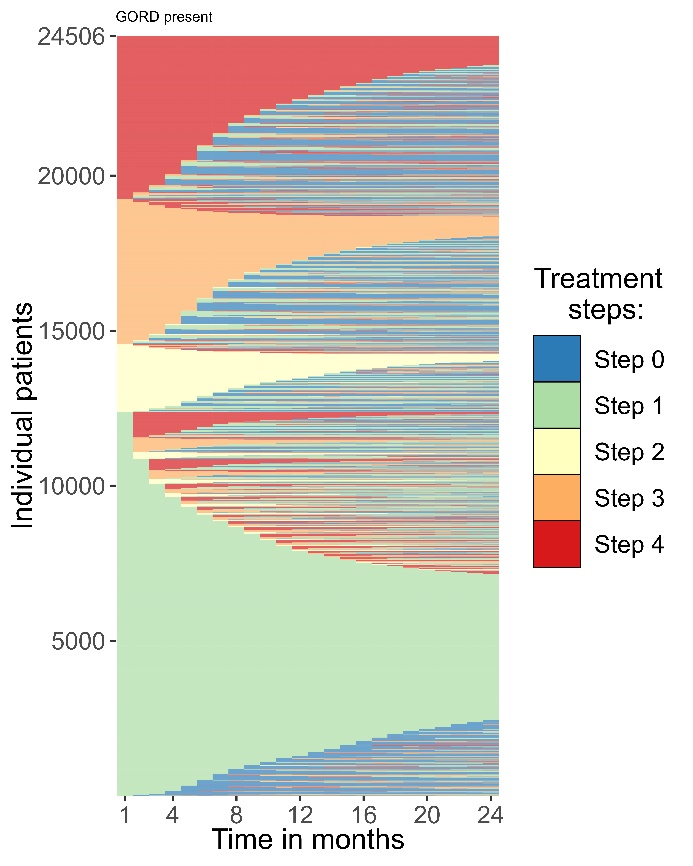 GORD present
24506
20000
15000
10000
5000
Individual patients
1 4 8 12 16 20 24
Time in months
Treatment
steps:
Step 0
Step 1
Step 2
Step 3
Step 4